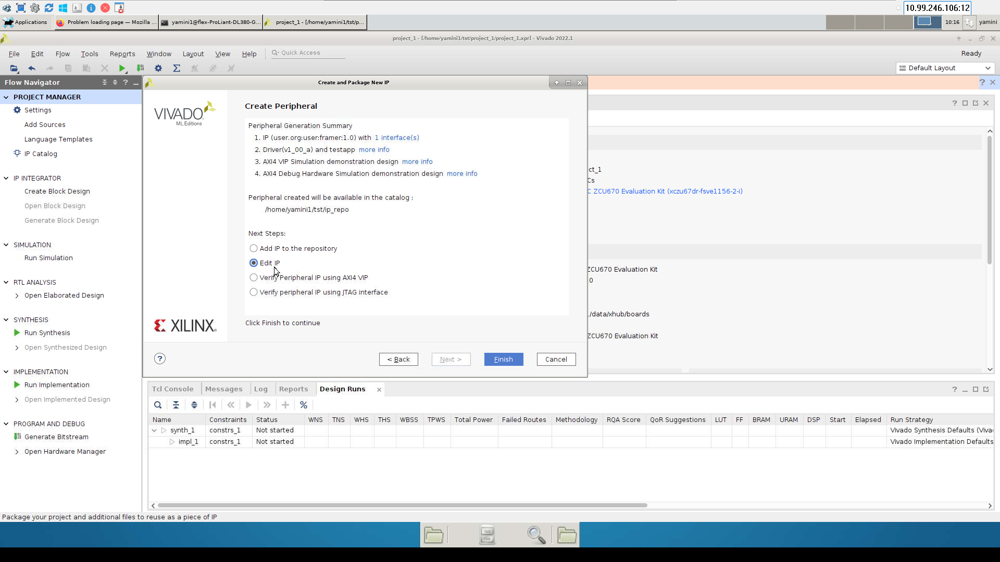 10.99.246.106:12
Applications
Problem loading page — Mozilla ...
yamini1@flex-ProLiant-DL380-G...
project_1 - [/home/yamini1/tst/p...
10:16
yamini
project_1 - [/home/yamini1/tst/project_1/project_1.xpr] - Vivado 2022.1
File Edit Flow Tools Reports Window Layout View Help
Quick Access
Ready
Default Layout
Flow Navigator
PROJECT MANAGER
Settings
Add Sources
Language Templates
IP Catalog
IP INTEGRATOR
Create Block Design
Open Block Design
Generate Block Design
SIMULATION
Run Simulation
RTL ANALYSIS
Open Elaborated Design
SYNTHESIS
Run Synthesis
Open Synthesized Design
IMPLEMENTATION
Run Implementation
Open Implemented Design
PROGRAM AND DEBUG
Generate Bitstream
Open Hardware Manager
Create and Package New IP
VIVADO
ML Editions
XILINX
Create Peripheral
Peripheral Generation Summary
1. IP (user.org:user:framer:1.0) with 1 interface(s)
2. Driver(v1_00_a) and testapp more info
3. AXI4 VIP Simulation demonstration design more info
4. AXI4 Debug Hardware Simulation demonstration design more info
Peripheral created will be available in the catalog :
/home/yamini1/tst/ip_repo
Next Steps:
Add IP to the repository
Edit IP
Verify Peripheral IP using AXI4 VIP
Verify peripheral IP using JTAG interface
Click Finish to continue
? < Back Next > Finish Cancel
ct_1
Cs
C ZCU670 Evaluation Kit (xczu67dr-fsve1156-2-i)
ZCU670 Evaluation Kit
0
/data/xhub/boards
ZCU670 Evaluation Kit
Tcl Console Messages Log Reports Design Runs
Name Constraints Status WNS TNS WHS THS WBSS TPWS Total Power Failed Routes Methodology RQA Score QoR Suggestions LUT FF BRAM URAM DSP Start Elapsed Run Strategy
synth_1 constrs_1 Not started Vivado Synthesis Defaults (Viva
impl_1 constrs_1 Not started Vivado Implementation Defaults
Package your project and additional files to reuse as a piece of IP